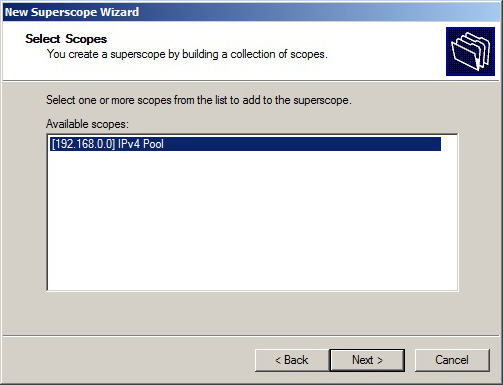 New Superscope Wizard
Select Scopes
You create a superscope by building a collection of scopes.
Select one or more scopes from the list to add to the superscope.
Available scopes:
[192.168.0.0] IPv4 Pool
< Back
Next >
Cancel